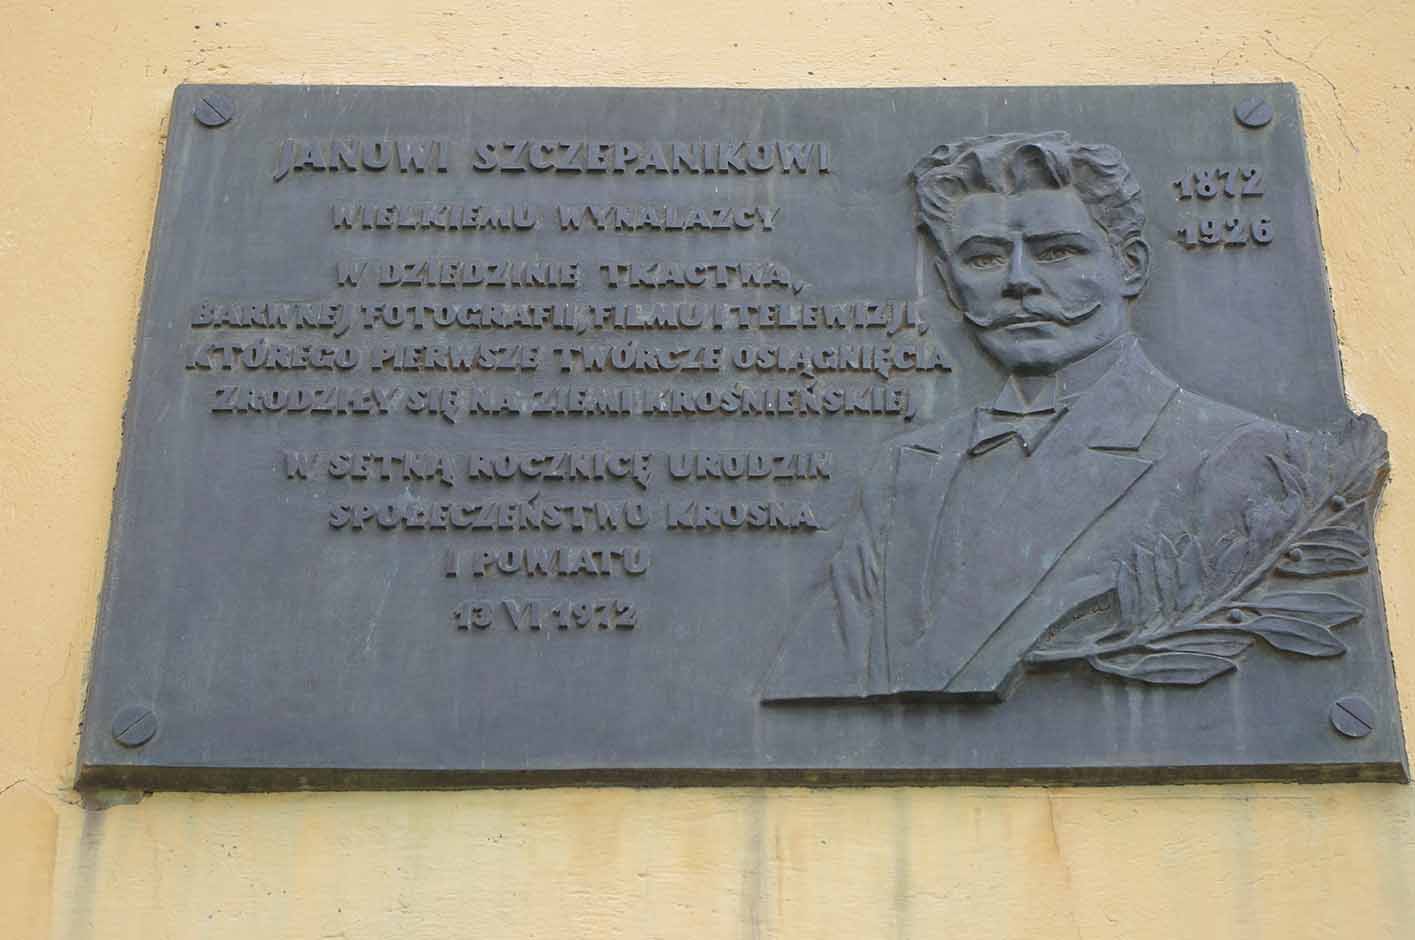 JANOWI SZCZEPANIKOWI
WIELKIEMU WYNALAZCY
W DZIEDZINIE TKACTWA,
BARWNEJ FOTOGRAFII, FILMU I TELEWIZJI,
KTÓREGO PIERWSZE TWÓRCZE OSIĄGNIĘCIA
ZRODZIŁY SIĘ NA ZIEMI KROŚNIEŃSKIEJ,
W SETNĄ ROCZNICĘ URODZIN
SPOŁECZEŃSTWO KROSNA
I POWIATU
13 VI 1972
1872
1926